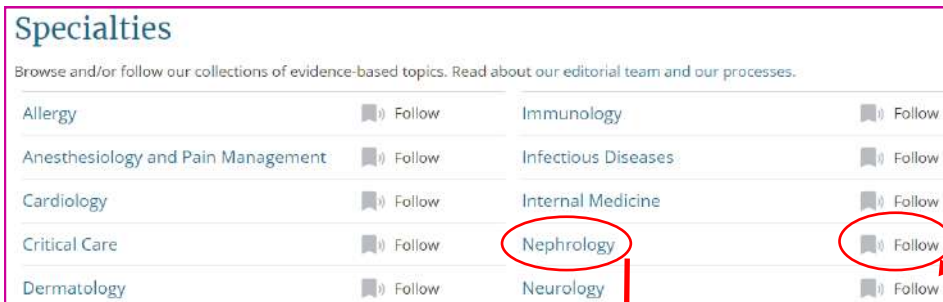 Specialties
Browse and/or follow our collections of evidence-based topics. Read about our editorial team and our processes.
Allergy Follow Immunology Follow
Anesthesiology and Pain Management Follow Infectious Diseases Follow
Cardiology Follow Internal Medicine Follow
Critical Care Follow Nephrology Follow
Dermatology Follow Neurology Follow